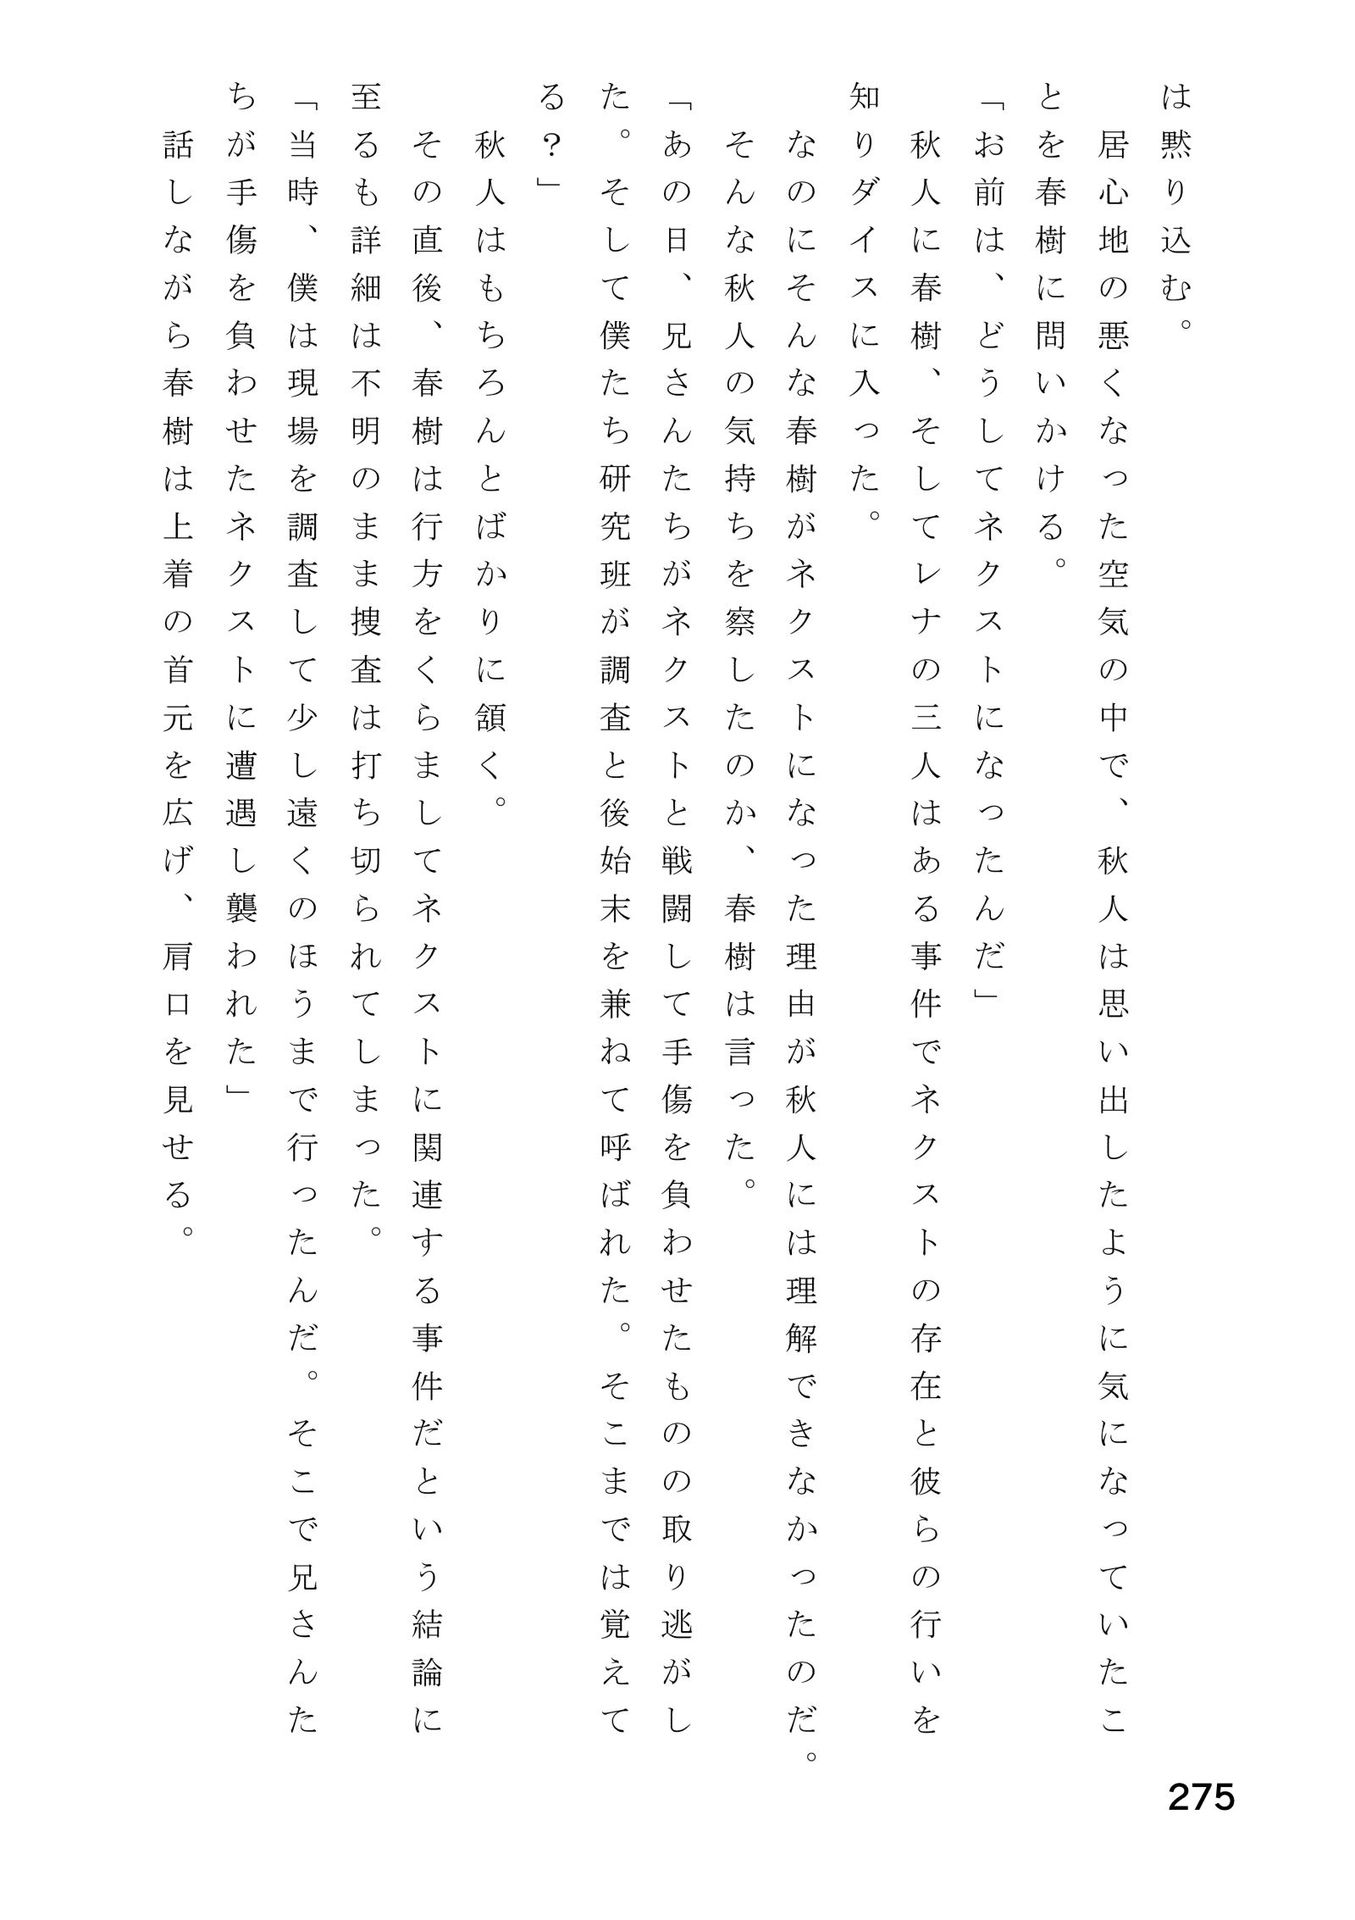 は黙り込む。
居心地の悪くなった空気の中で、秋人は思い出したように気になっていたこ
とを春樹に問いかける。
「お前は、どうしてネクストになったんだ」
秋人に春樹、そしてレナの三人はある事件でネクストの存在と彼らの行いを
知りダイスに入った。
なのにそんな春樹がネクストになった理由が秋人には理解できなかったのだ。
そんな秋人の気持ちを察したのか、春樹は言った。
「あの日、兄さんたちがネクストと戦闘して手傷を負わせたものの取り逃がし
た。そして僕たち研究班が調査と後始末を兼ねて呼ばれた。そこまでは覚えて
る？」
秋人はもちろんとばかりに頷く。
その直後、春樹は行方をくらましてネクストに関連する事件だという結論に
至るも詳細は不明のまま捜査は打ち切られてしまった。
「当時、僕は現場を調査して少し遠くのほうまで行ったんだ。そこで兄さんた
ちが手傷を負わせたネクストに遭遇し襲われた」
話しながら春樹は上着の首元を広げ、肩口を見せる。
275